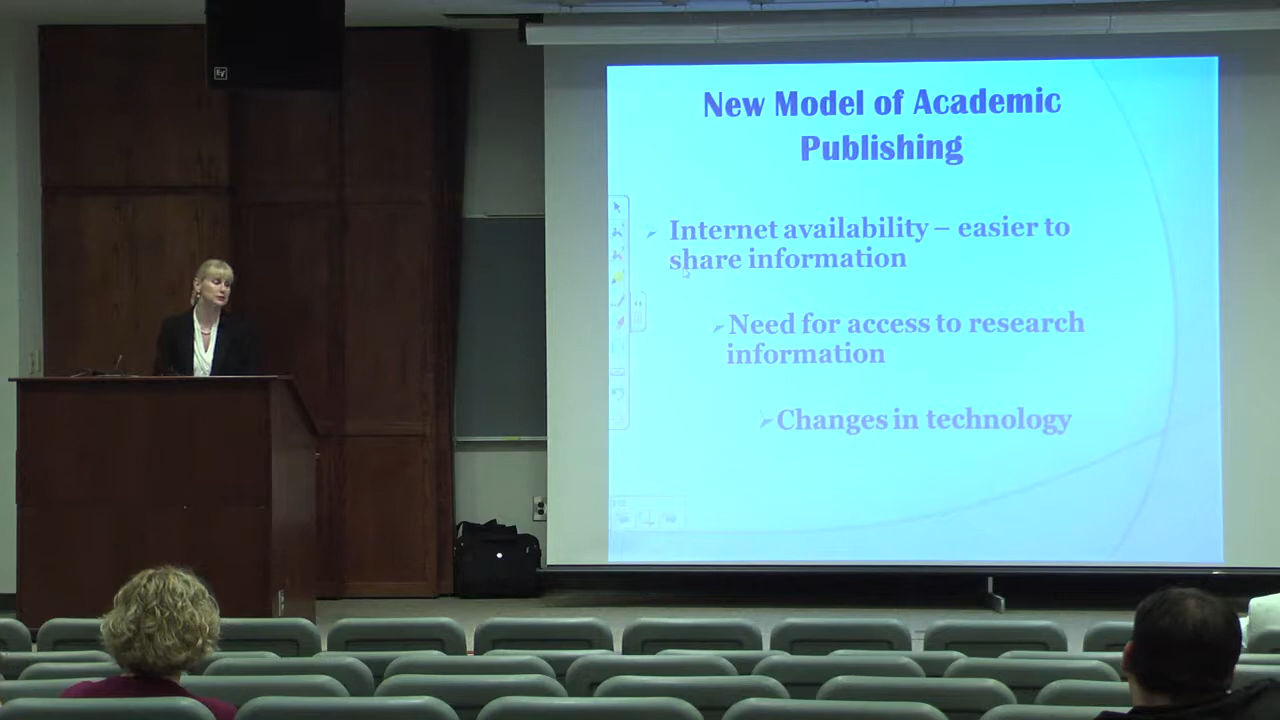 New Model of Academic
Publishing
Internet availability – easier to
share information
Need for access to research
information
Changes in technology